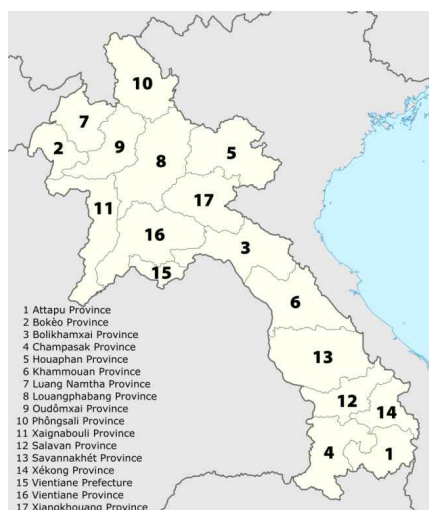 10
7
2
9
8
5
17
11
16
3
15
6
13
12
14
4
1
1 Attapu Province
2 Bokèo Province
3 Bolikhamxai Province
4 Champasak Province
5 Houaphan Province
6 Khammouan Province
7 Luang Namtha Province
8 Louangphabang Province
9 Oudômxai Province
10 Phôngsali Province
11 Xaignabouli Province
12 Salavan Province
13 Savannakhét Province
14 Xékong Province
15 Vientiane Prefecture
16 Vientiane Province
17 Xiangkhouang Province